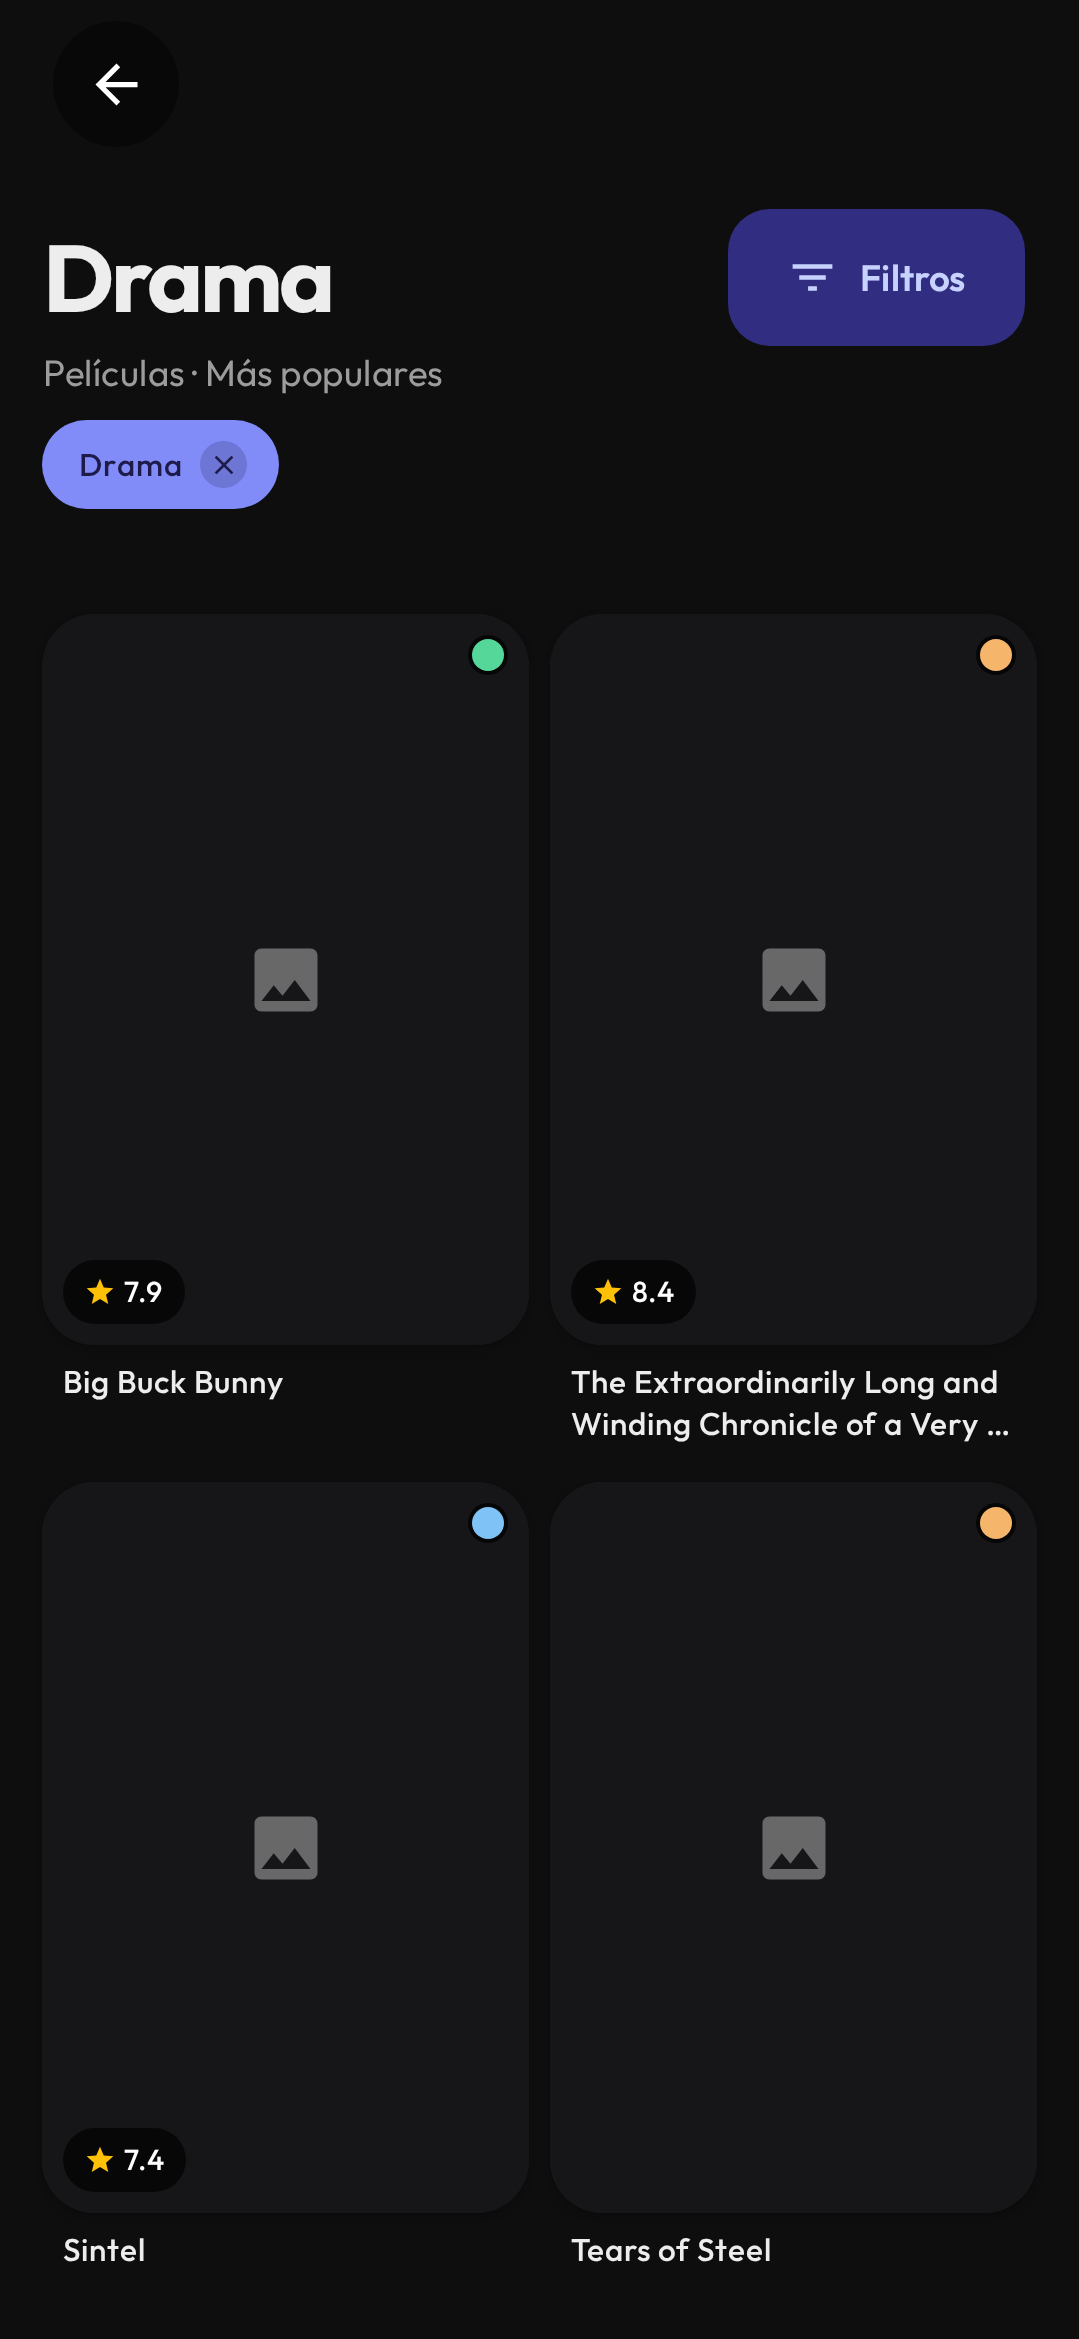 Drama
Filtros
Películas · Más populares
Drama
7.9
8.4
Big Buck Bunny
The Extraordinarily Long and
Winding Chronicle of a Very ...
7.4
Sintel
Tears of Steel